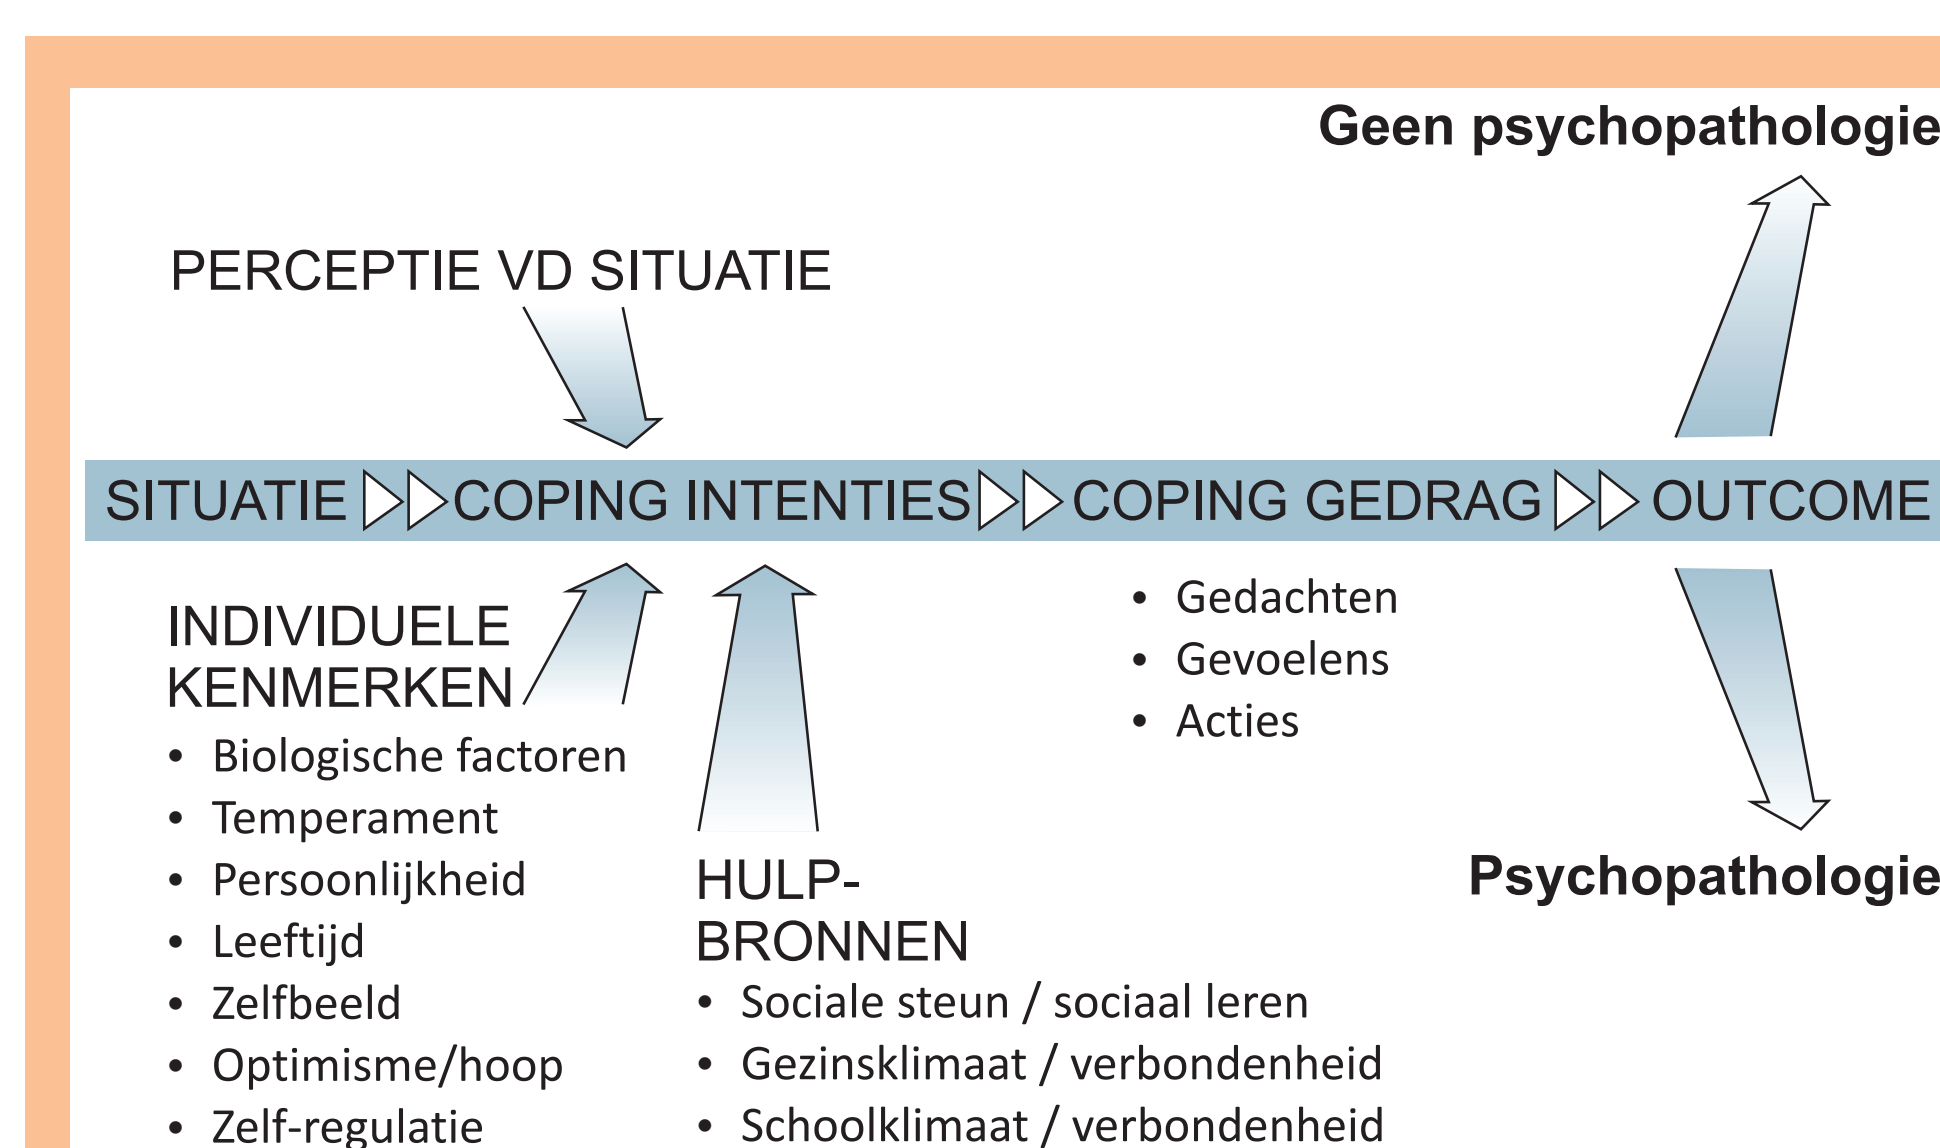 Geen psychopathologie
PERCEPTIE VD SITUATIE
SITUATIE COPING INTENTIES COPING GEDRAG OUTCOME
INDIVIDUELE
KENMERKEN
• Biologische factoren
• Temperament
• Persoonlijkheid
• Leeftijd
• Zelfbeeld
• Optimisme/hoop
• Zelf-regulatie
HULP-
BRONNEN
• Sociale steun / sociaal leren
• Gezinsklimaat / verbondenheid
• Schoolklimaat / verbondenheid
• Gedachten
• Gevoelens
• Acties
Psychopathologie